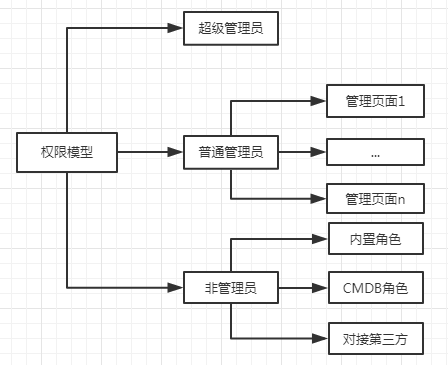 超级管理员
管理页面1
权限模型
普通管理员
...
管理页面n
内置角色
非管理员
CMDB角色
对接第三方